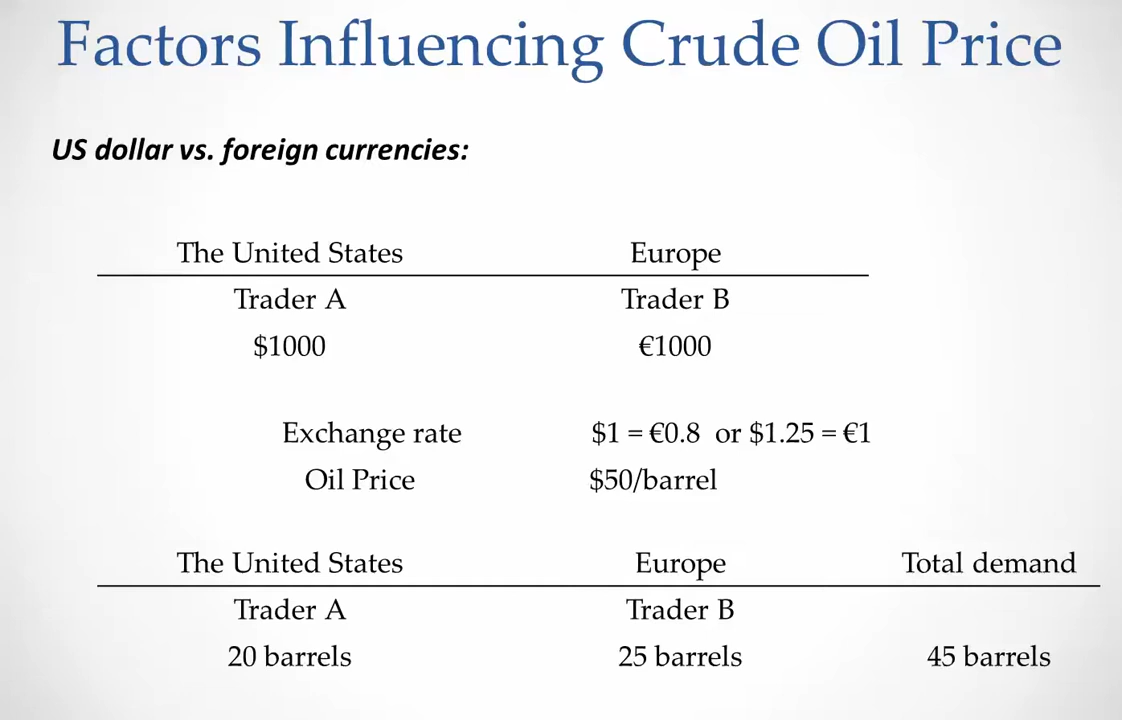 Factors Influencing Crude Oil Price
US dollar vs. foreign currencies:
The United States Europe
Trader A Trader B
$1000 €1000
Exchange rate $1 = €0.8 or $1.25 = €1
Oil Price $50/barrel
The United States Europe Total demand
Trader A Trader B
20 barrels 25 barrels 45 barrels